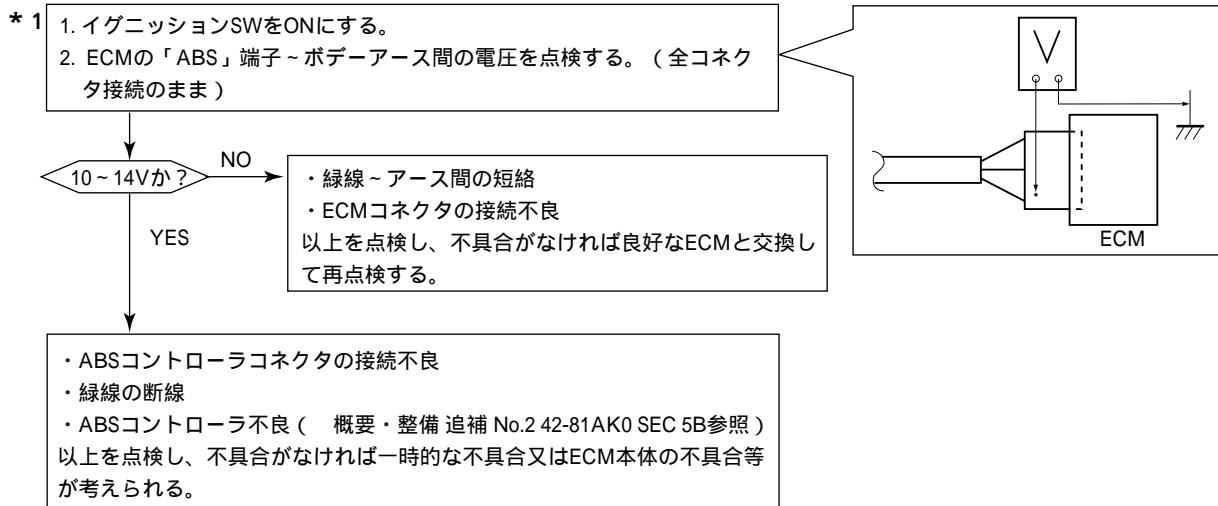 * 1
1. イグニッションSWをONにする。
2. ECMの「ABS」端子~ボデーアース間の電圧を点検する。(全コネク
タ接続のまま)
V
ECM
10~14Vか?
NO
YES
・緑線~アース間の短絡
・ECMコネクタの接続不良
以上を点検し、不具合がなければ良好なECMと交換し
て再点検する。
・ABSコントローラコネクタの接続不良
・緑線の断線
・ABSコントローラ不良( 概要・整備 追補 No.2 42-81AK0 SEC 5B参照)
以上を点検し、不具合がなければ一時的な不具合又はECM本体の不具合等
が考えられる。